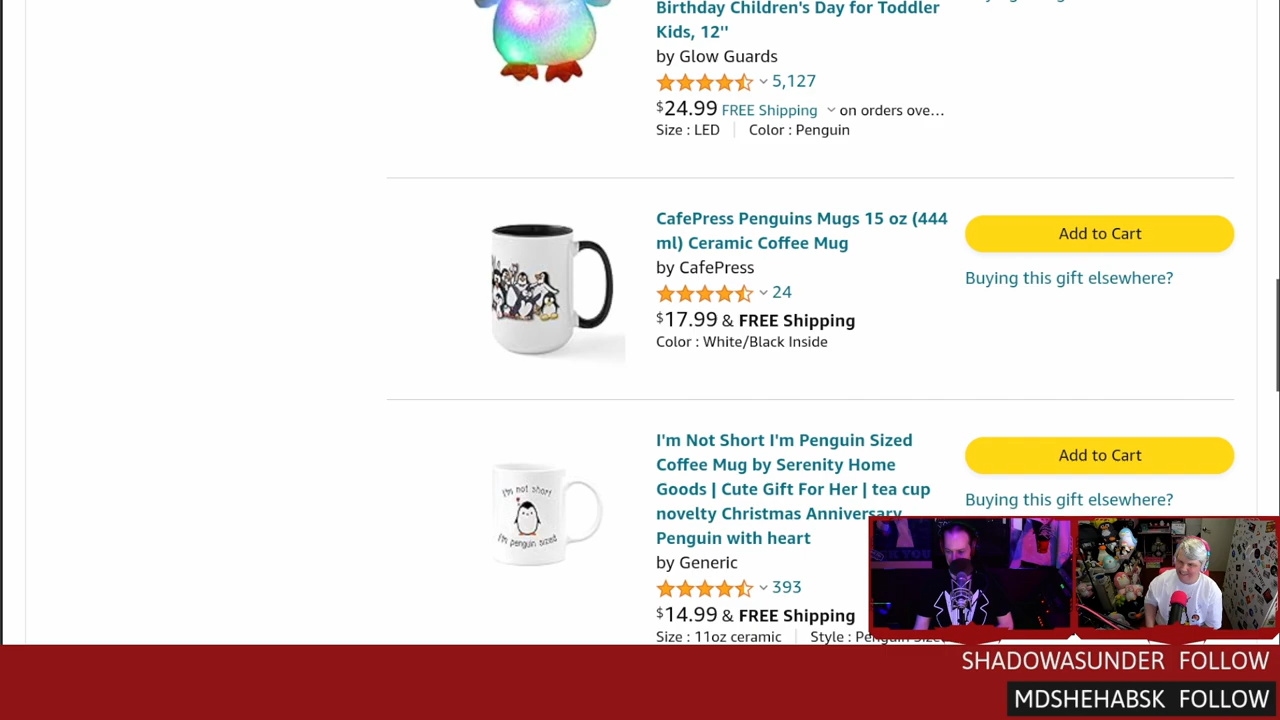 Birthday Children's Day for Toddler
Kids, 12''
by Glow Guards
5,127
$24.99 FREE Shipping on orders ove…
Size : LED Color : Penguin
CafePress Penguins Mugs 15 oz (444
ml) Ceramic Coffee Mug
by CafePress
24
$17.99 & FREE Shipping
Color : White/Black Inside
Add to Cart
Buying this gift elsewhere?
I'm not short
I'm penguin sized
I'm Not Short I'm Penguin Sized
Coffee Mug by Serenity Home
Goods | Cute Gift For Her | tea cup
novelty Christmas Anniversary
Penguin with heart
by Generic
393
$14.99 & FREE Shipping
Size : 11oz ceramic Style : Penguin
Add to Cart
Buying this gift elsewhere?
SHADOWASUNDER FOLLOW
MDSHEHABSK FOLLOW